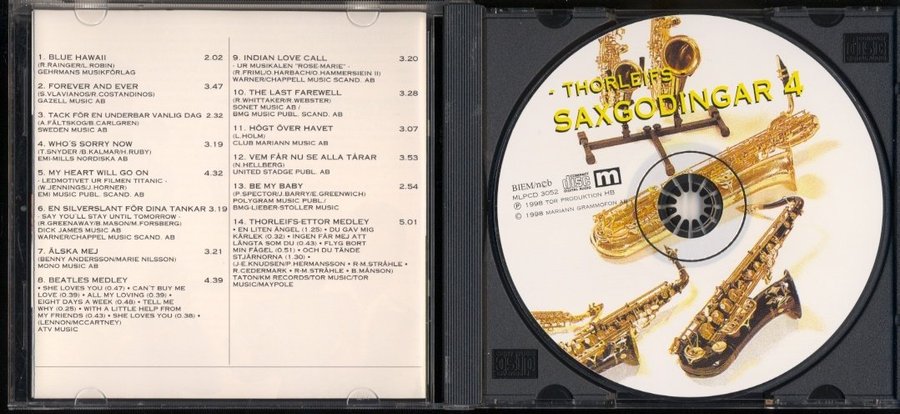 1. BLUE HAWAII 2.02
(R.RAINGER/L.ROBIN)
GEHRMANS MUSIKFÖRLAG
2. FOREVER AND EVER 3.47
(S.VLAVIANOS/R.COSTANDINOS)
GAZELL MUSIC AB
3. TACK FÖR EN UNDERBAR VANLIG DAG 2.32
(A.FÄLTSKOG/B.CARLGREN)
SWEDEN MUSIC AB
4. WHO'S SORRY NOW 3.19
(T.SNYDER /B.KALMAR/H.RUBY)
EMI-MILLS NORDISKA AB
5. MY HEART WILL GO ON 4.32
- LEDMOTIVET UR FILMEN TITANIC -
(W.JENNINGS/J.HORNER)
EMI MUSIC PUBL. SCAND. AB
6. EN SILVERSLANT FÖR DINA TANKAR 3.19
- SAY YOU'LL STAY UNTIL TOMORROW -
(R.GREENAWAY/B.MASON/M.FORSBERG)
DICK JAMES MUSIC AB
WARNER/CHAPPEL MUSIC SCAND. AB
7. ÄLSKA MEJ 3.21
(BENNY ANDERSSON/MARIE NILSSON)
MONO MUSIC AB
8. BEATLES MEDLEY 4.39
• SHE LOVES YOU (0.47) • CAN'T BUY ME
LOVE (0.39) • ALL MY LOVING (0.39) •
EIGHT DAYS A WEEK (0.48) • TELL ME
WHY (0.25) • WITH A LITTLE HELP FROM
MY FRIENDS (0.43) • SHE LOVES YOU (0.38) •
(LENNON/MCCARTNEY)
ATV MUSIC
9. INDIAN LOVE CALL 3.20
- UR MUSIKALEN "ROSE-MARIE" -
(R.FRIML/O.HARBACH/O.HAMMERSIEIN II)
WARNER/CHAPPELL MUSIC SCAND. AB
10. THE LAST FAREWELL 3.28
(R.WHITTAKER/R.WEBSTER)
SONET MUSIC AB /
BMG MUSIC PUBL. SCAND. AB
11. HÖGT ÖVER HAVET 3.07
(L.HOLM)
CLUB MARIANN MUSIC AB
12. VEM FÅR NU SE ALLA TÅRAR 3.53
(N.HELLBERG)
UNITED STADGE PUBL. AB
13. BE MY BABY 2.54
(P.SPECTOR/J.BARRY/E.GREENWICH)
POLYGRAM MUSIC PUBL./
BMG-LIEBER-STOLLER MUSIC
14. THORLEIFS-ETTOR MEDLEY 5.01
• EN LITEN ÄNGEL (1.25) • DU GAV MIG
KÄRLEK (0.32) • INGEN FÅR MEJ ATT
LÄNGTA SOM DU (0.43) • FLYG BORT
MIN FÅGEL (0.51) • OCH DU TÄNDE
STJÄRNORNA (1.30) •
(J-E.KNUDSEN/P.HERMANSSON • R-M.STRÅHLE •
R.CEDERMARK • R-M.STRÅHLE • B.MÅNSON)
TATON/KM RECORDS/TOR MUSIC/TOR
MUSIC/MAYPOLE
- THORLEIFS -
SAXGODINGAR 4
BIEM/ncb
COMPACT
disc
DIGITAL AUDIO
m
MLPCD 3052
℗ 1998 TOR PRODUKTION HB
© 1998 MARIANN GRAMMOFON AB